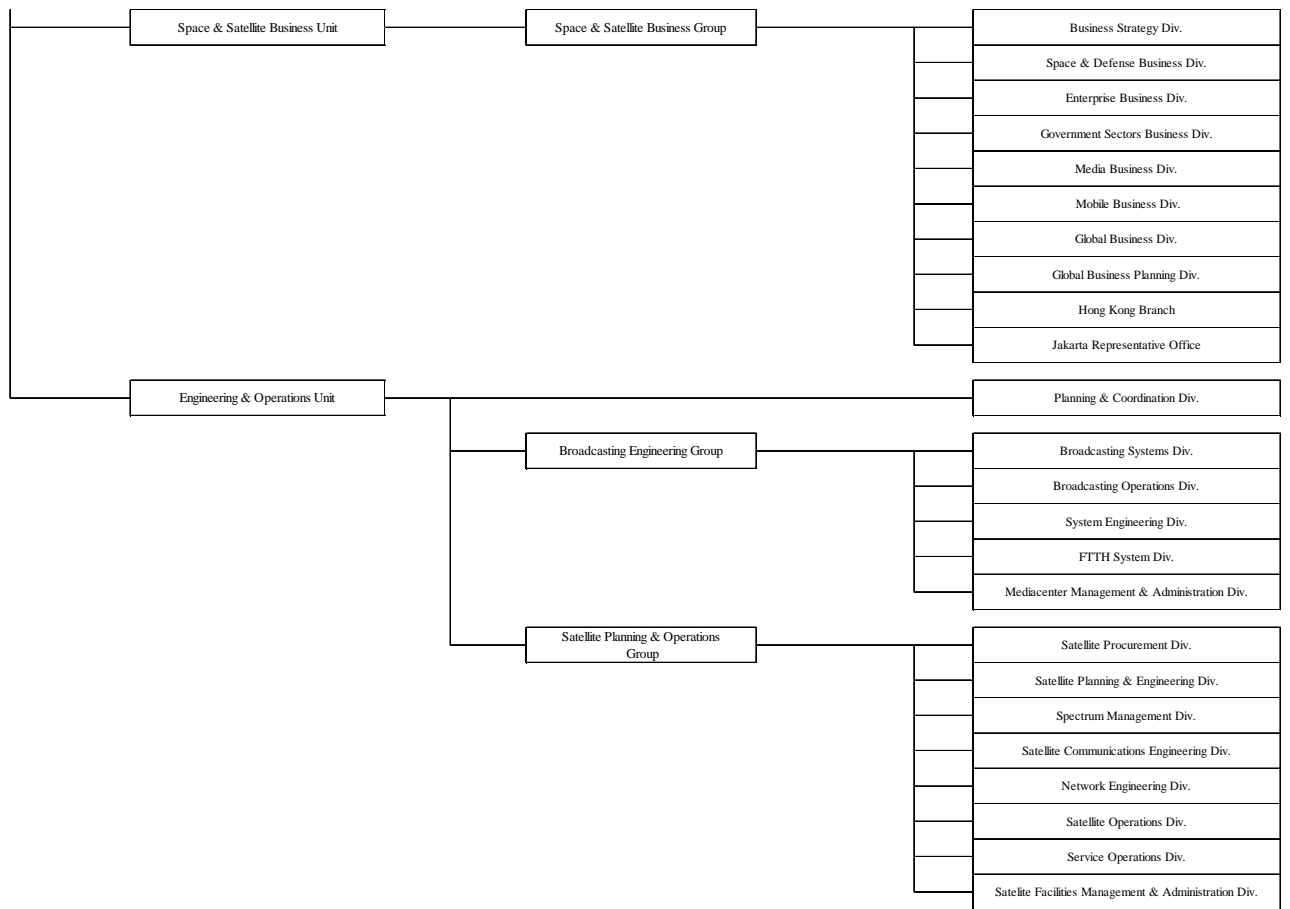 Space & Satellite Business Unit
Space & Satellite Business Group
Business Strategy Div.
Space & Defense Business Div.
Enterprise Business Div.
Government Sectors Business Div.
Media Business Div.
Mobile Business Div.
Global Business Div.
Global Business Planning Div.
Hong Kong Branch
Jakarta Representative Office
Engineering & Operations Unit
Planning & Coordination Div.
Broadcasting Engineering Group
Broadcasting Systems Div.
Broadcasting Operations Div.
System Engineering Div.
FTTH System Div.
Mediacenter Management & Administration Div.
Satellite Planning & Operations
Group
Satellite Procurement Div.
Satellite Planning & Engineering Div.
Spectrum Management Div.
Satellite Communications Engineering Div.
Network Engineering Div.
Satellite Operations Div.
Service Operations Div.
Satelite Facilities Management & Administration Div.